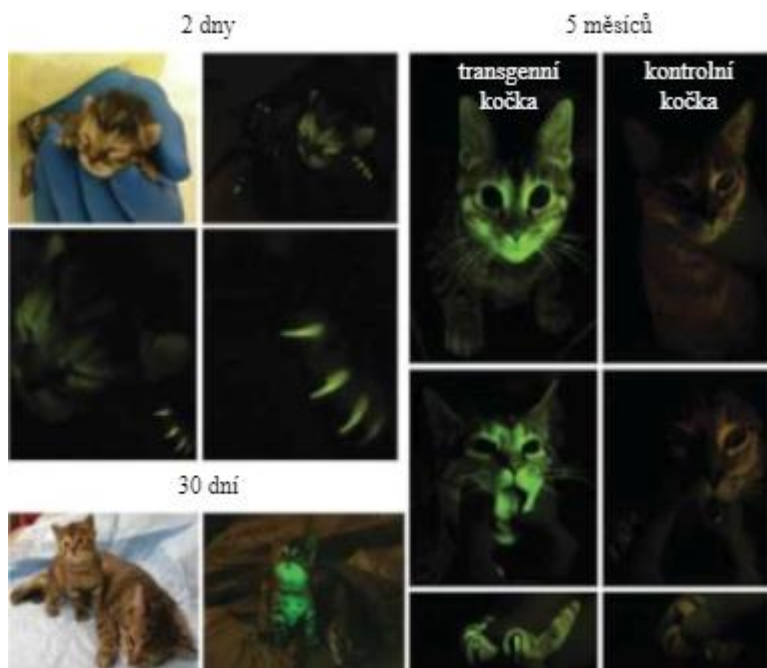 2 dny
5 měsíců
transgenní
kočka
kontrolní
kočka
30 dní